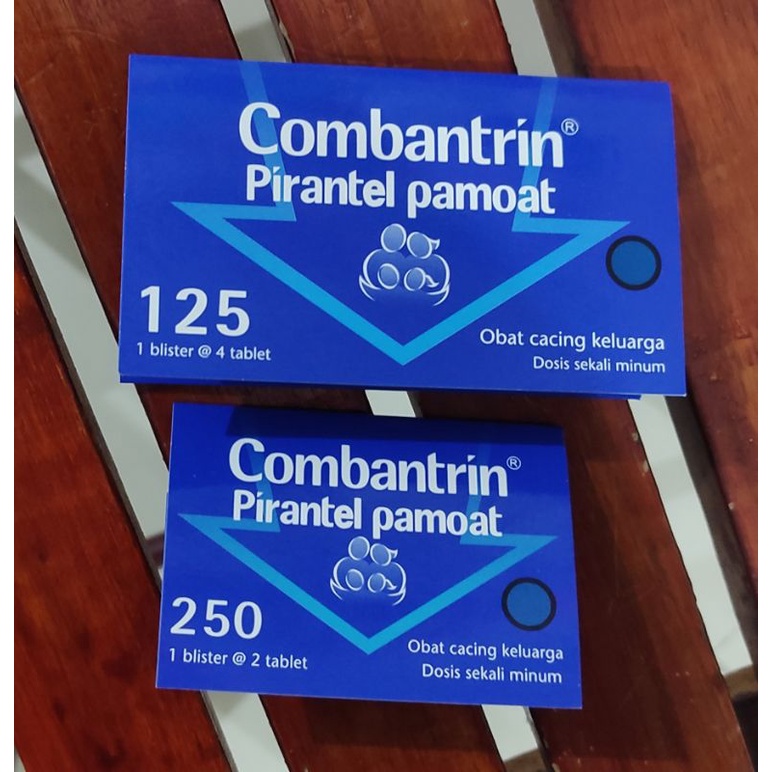 Combantrin®
Pirantel pamoat
125
1 blister @ 4 tablet
Obat cacing keluarga
Dosis sekali minum
Combantrin®
Pirantel pamoat
250
1 blister @ 2 tablet
Obat cacing keluarga
Dosis sekali minum